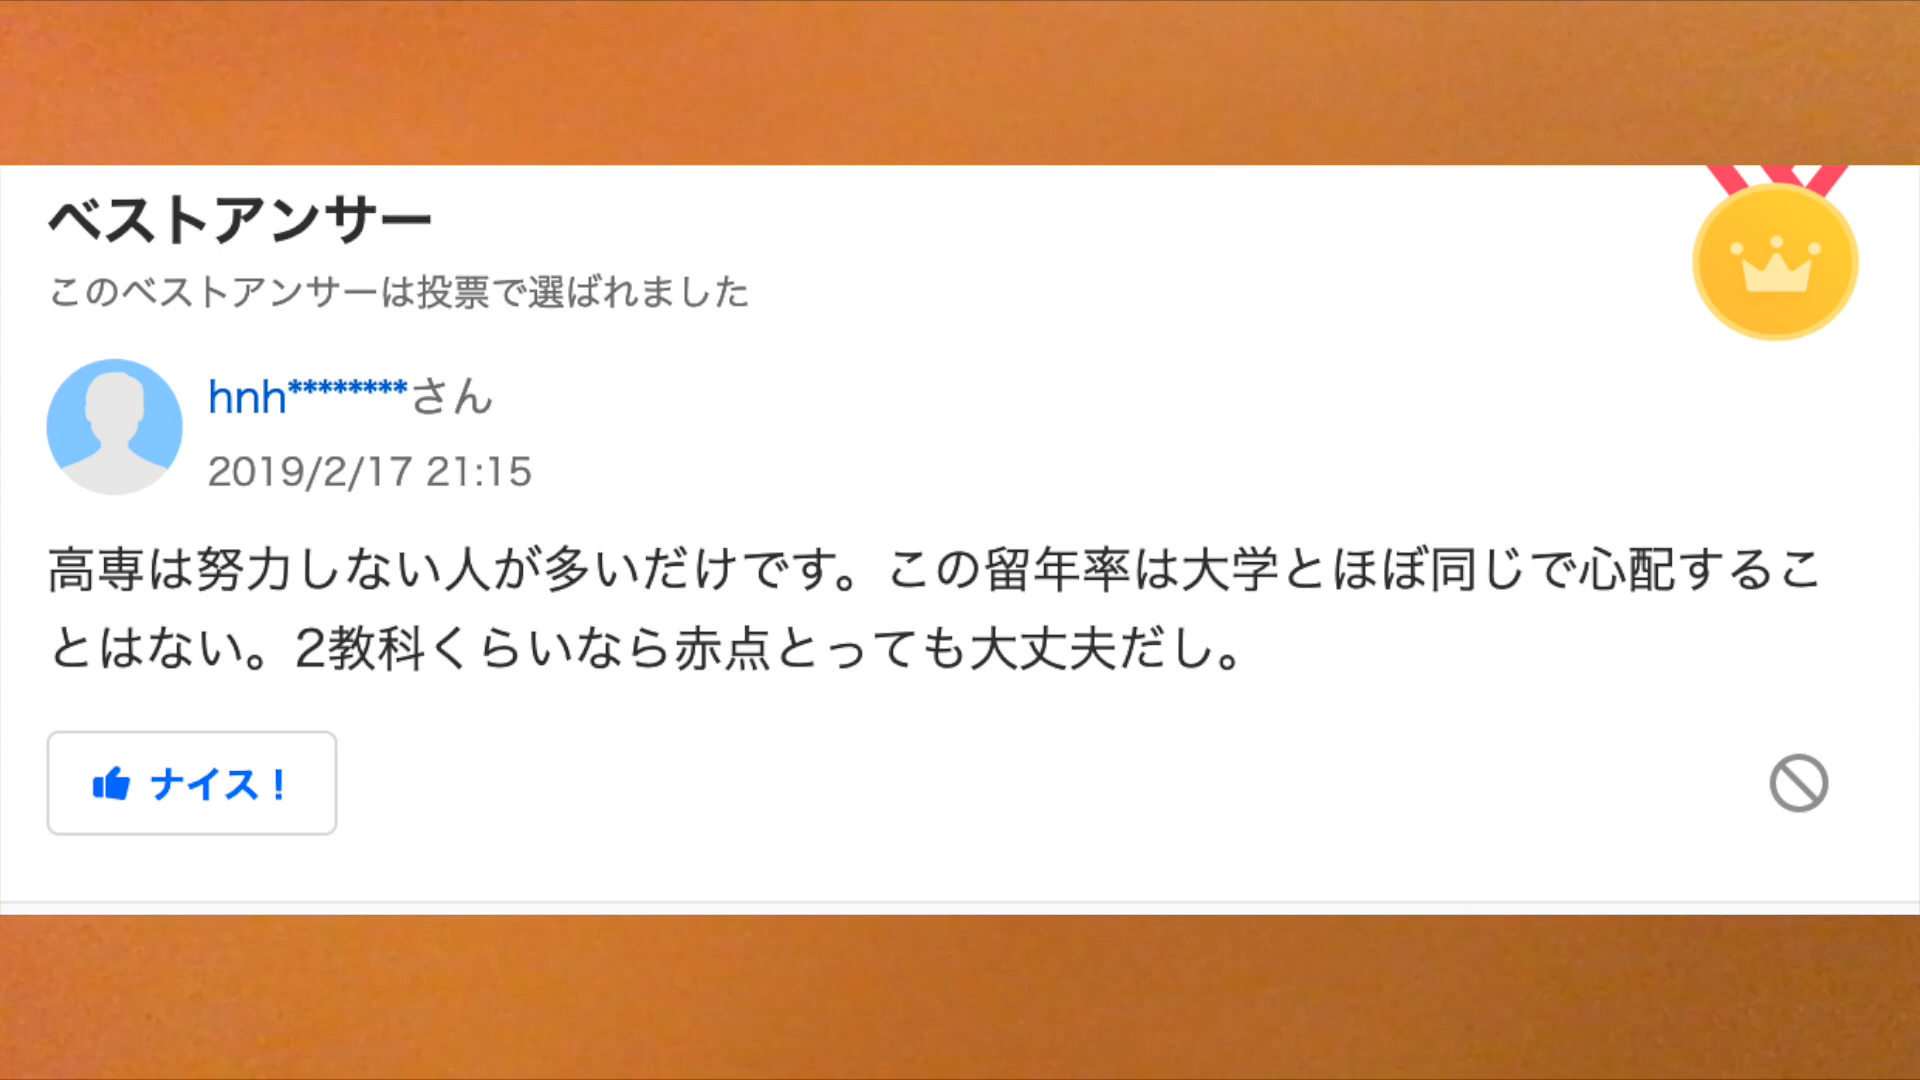 ベストアンサー
このベストアンサーは投票で選ばれました
hnh********さん
2019/2/17 21:15
高専は努力しない人が多いだけです。この留年率は大学とほぼ同じで心配するこ
とはない。2教科くらいなら赤点とっても大丈夫だし。
ナイス！